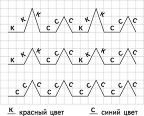 К К К С С С К К К С С С
К К К С С С К К К С С С
С С С С С С С С С С С
К красный цвет С синий цвет